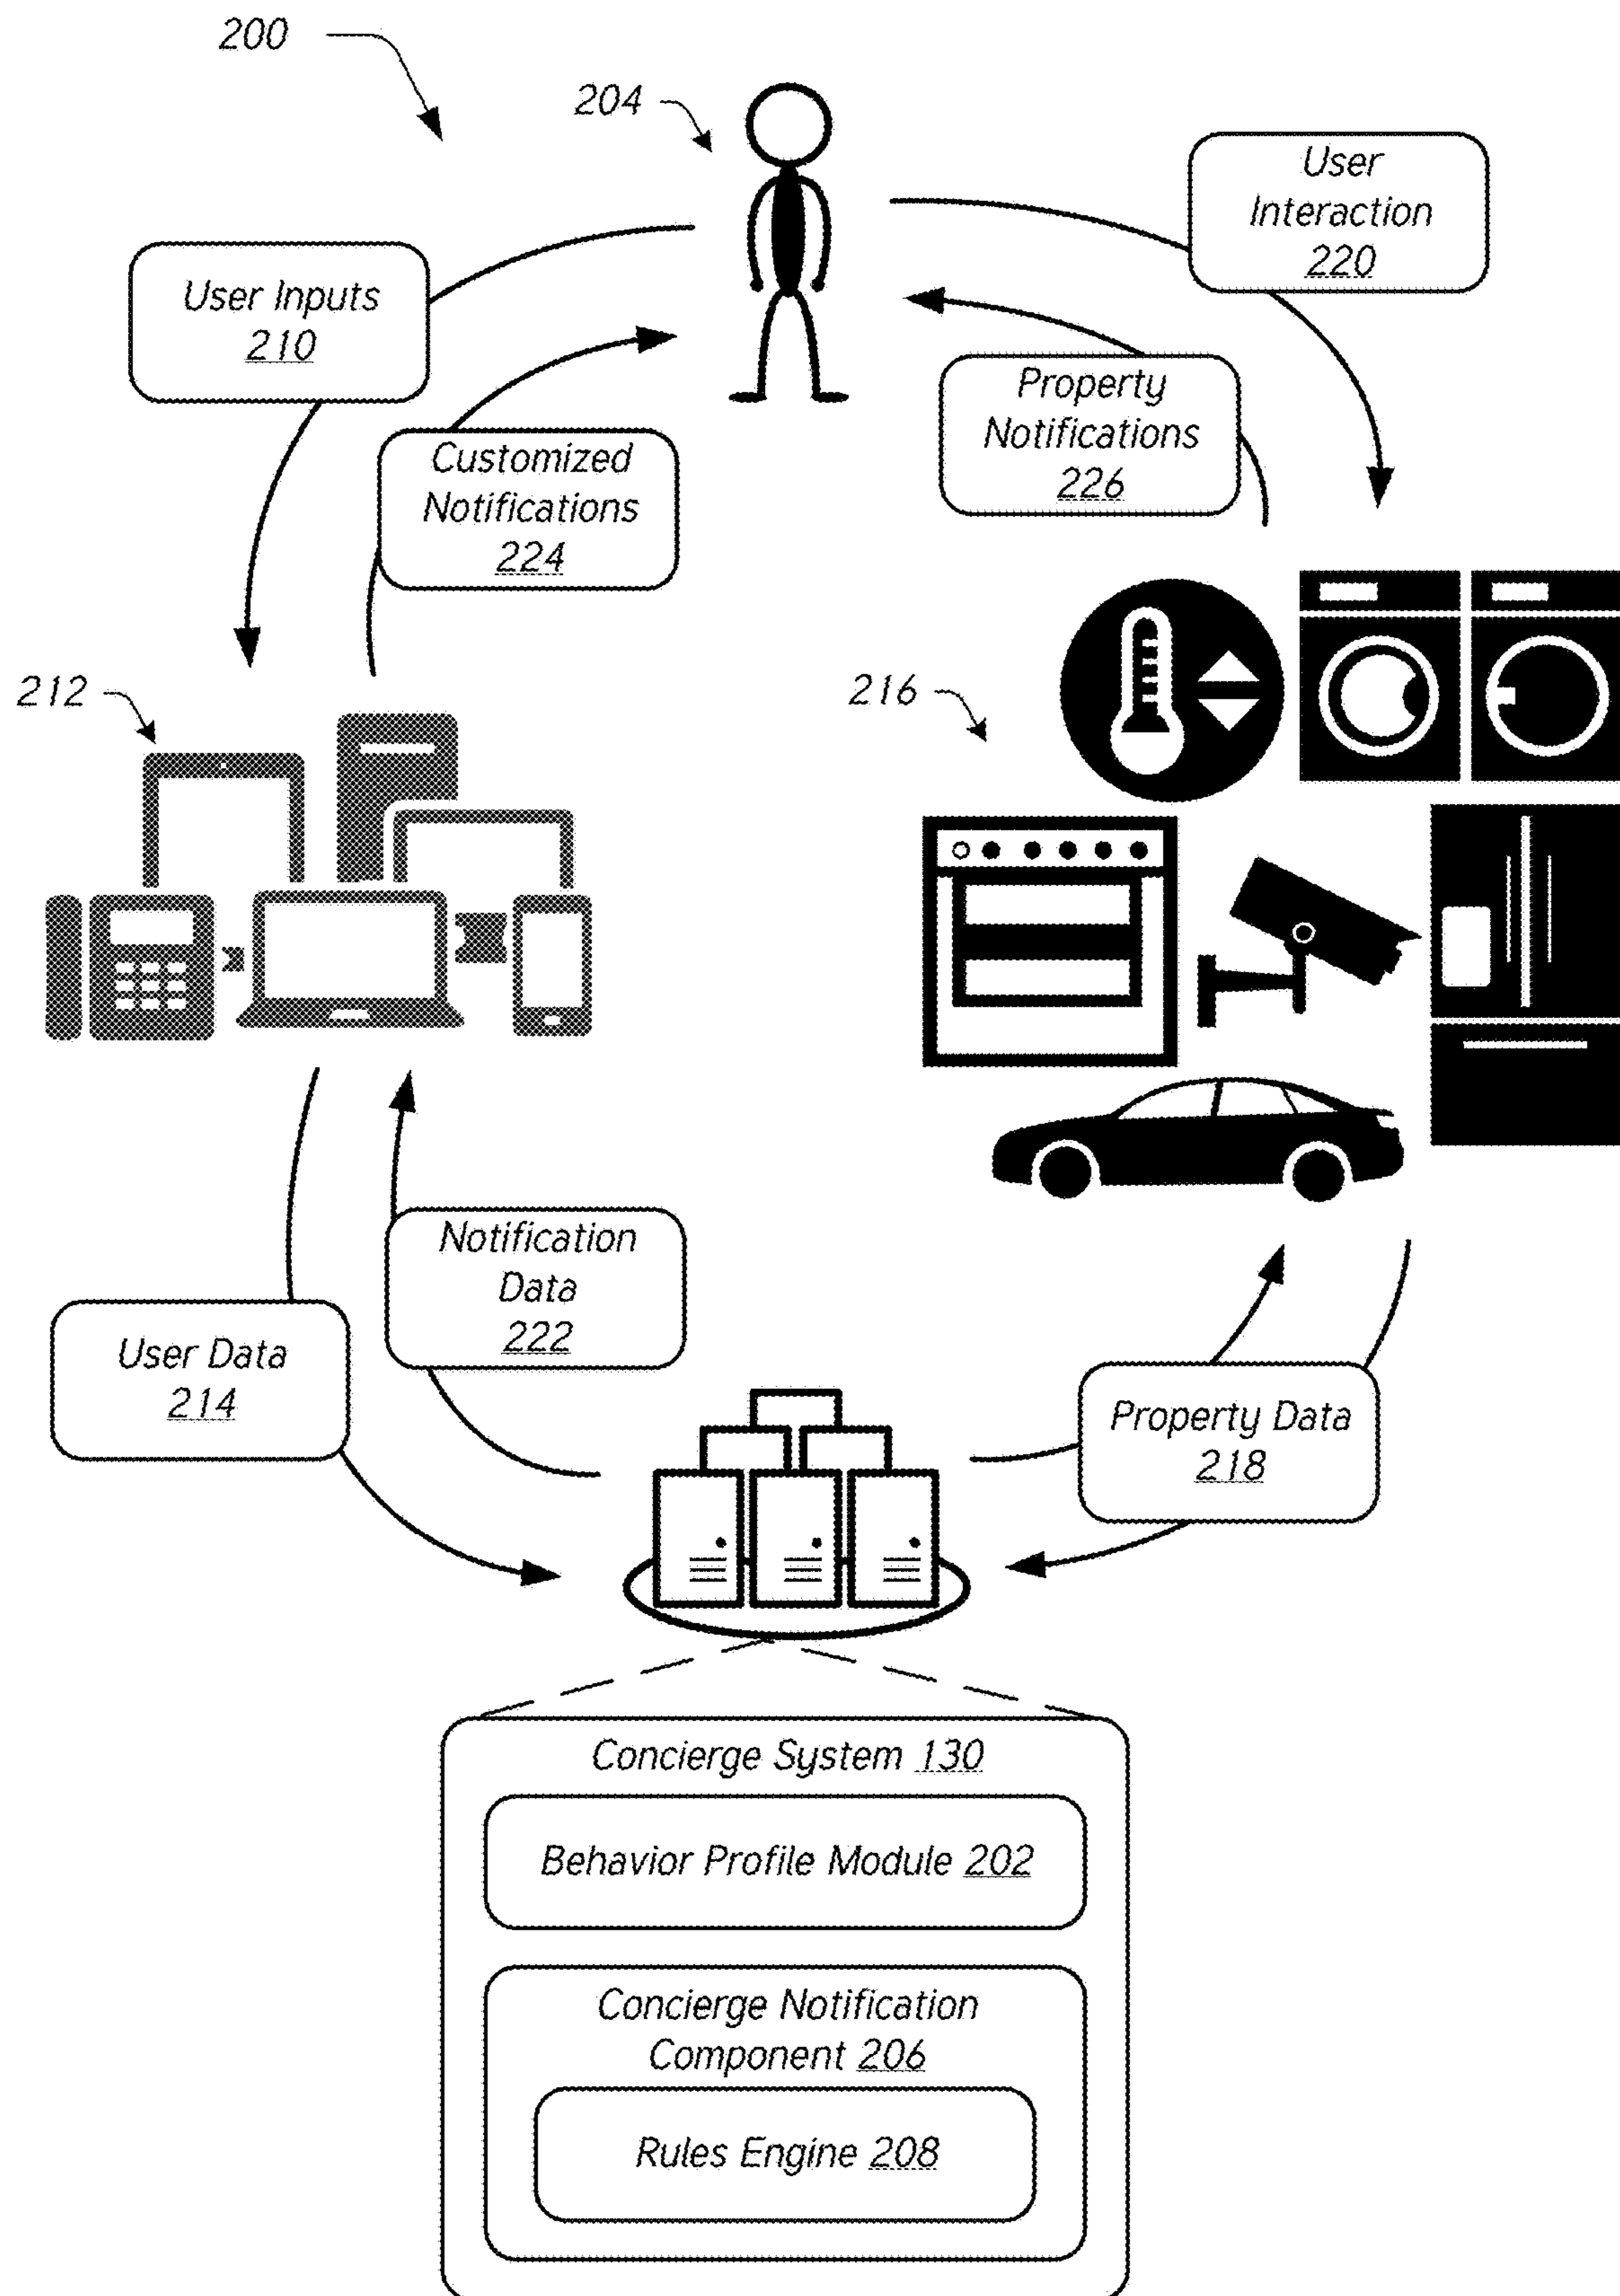 200
204
User
Interaction
220
User Inputs
210
Property
Notifications
226
Customized
Notifications
224
212
216
Notification
Data
222
User Data
214
Property Data
218
Concierge System 130
Behavior Profile Module 202
Concierge Notification
Component 206
Rules Engine 208